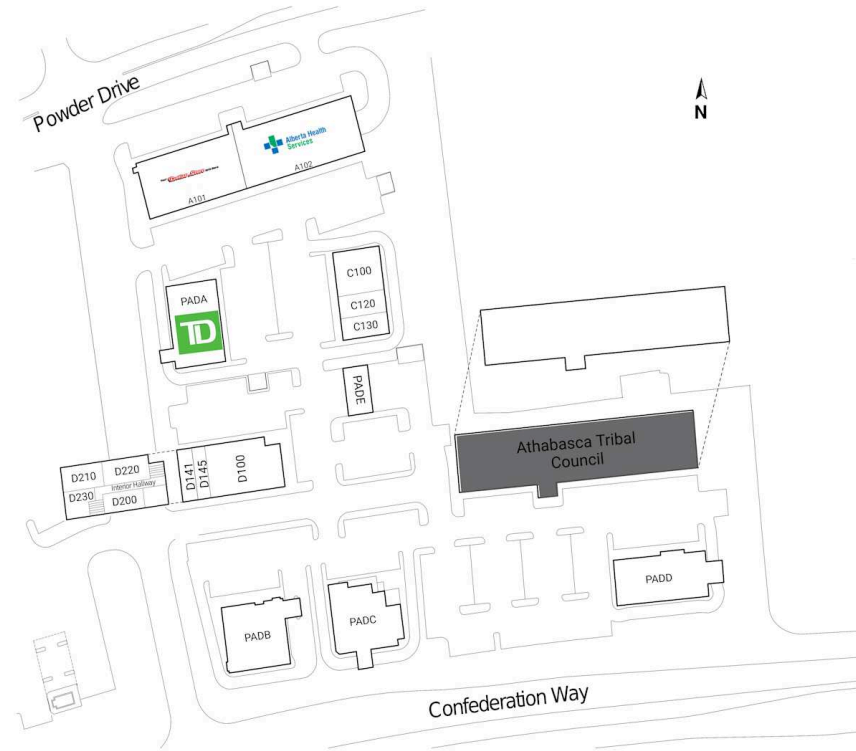 Powder Drive
N
Alberta Health
Services
A101
A102
PADA
TD
C100
C120
C130
PADE
Athabasca Tribal
Council
D210
D220
Interior Hallway
D230
D200
D141
D145
D100
PADB
PADC
PADD
Confederation Way